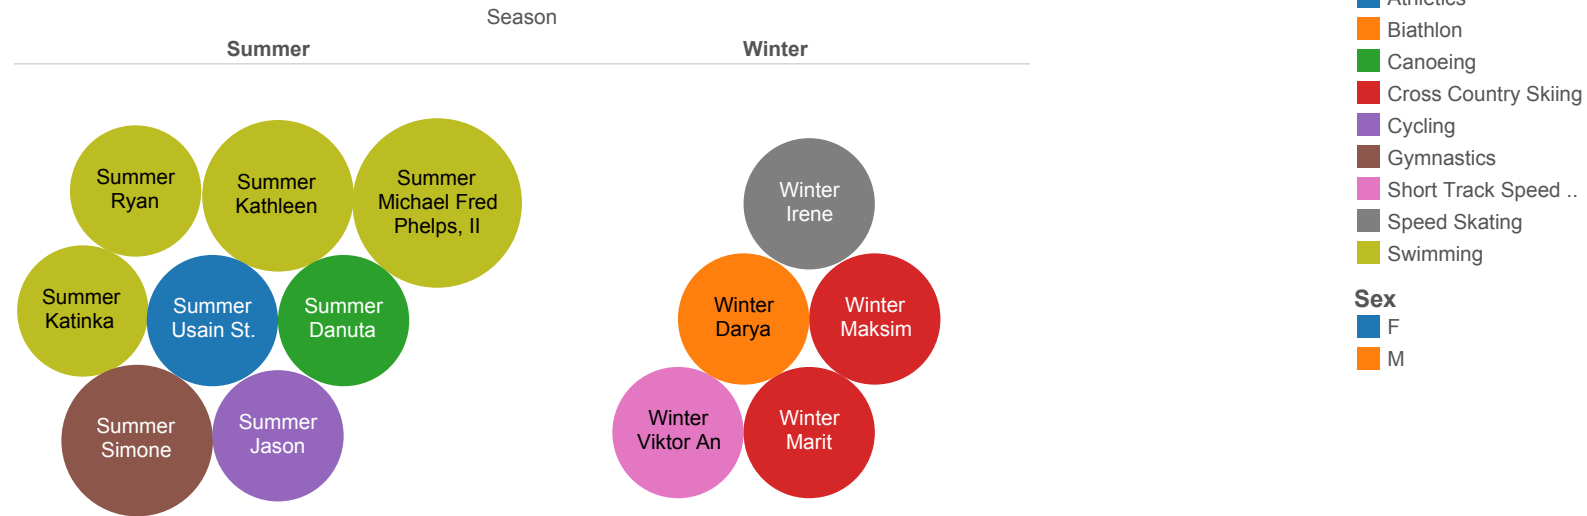 Season
Summer
Winter
Summer
Ryan
Summer
Kathleen
Summer
Michael Fred
Phelps, II
Summer
Katinka
Summer
Usain St.
Summer
Danuta
Summer
Simone
Summer
Jason
Winter
Irene
Winter
Darya
Winter
Maksim
Winter
Viktor An
Winter
Marit
Athletics
Biathlon
Canoeing
Cross Country Skiing
Cycling
Gymnastics
Short Track Speed ..
Speed Skating
Swimming
Sex
F
M